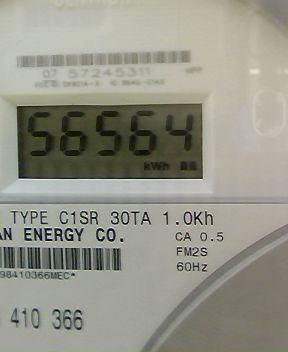 07 57245311
56564
kWh
TYPE C1SR 30TA 1.0Kh
AN ENERGY CO. CA 0.5
FM2S
98410366MEC* 60Hz
410 366